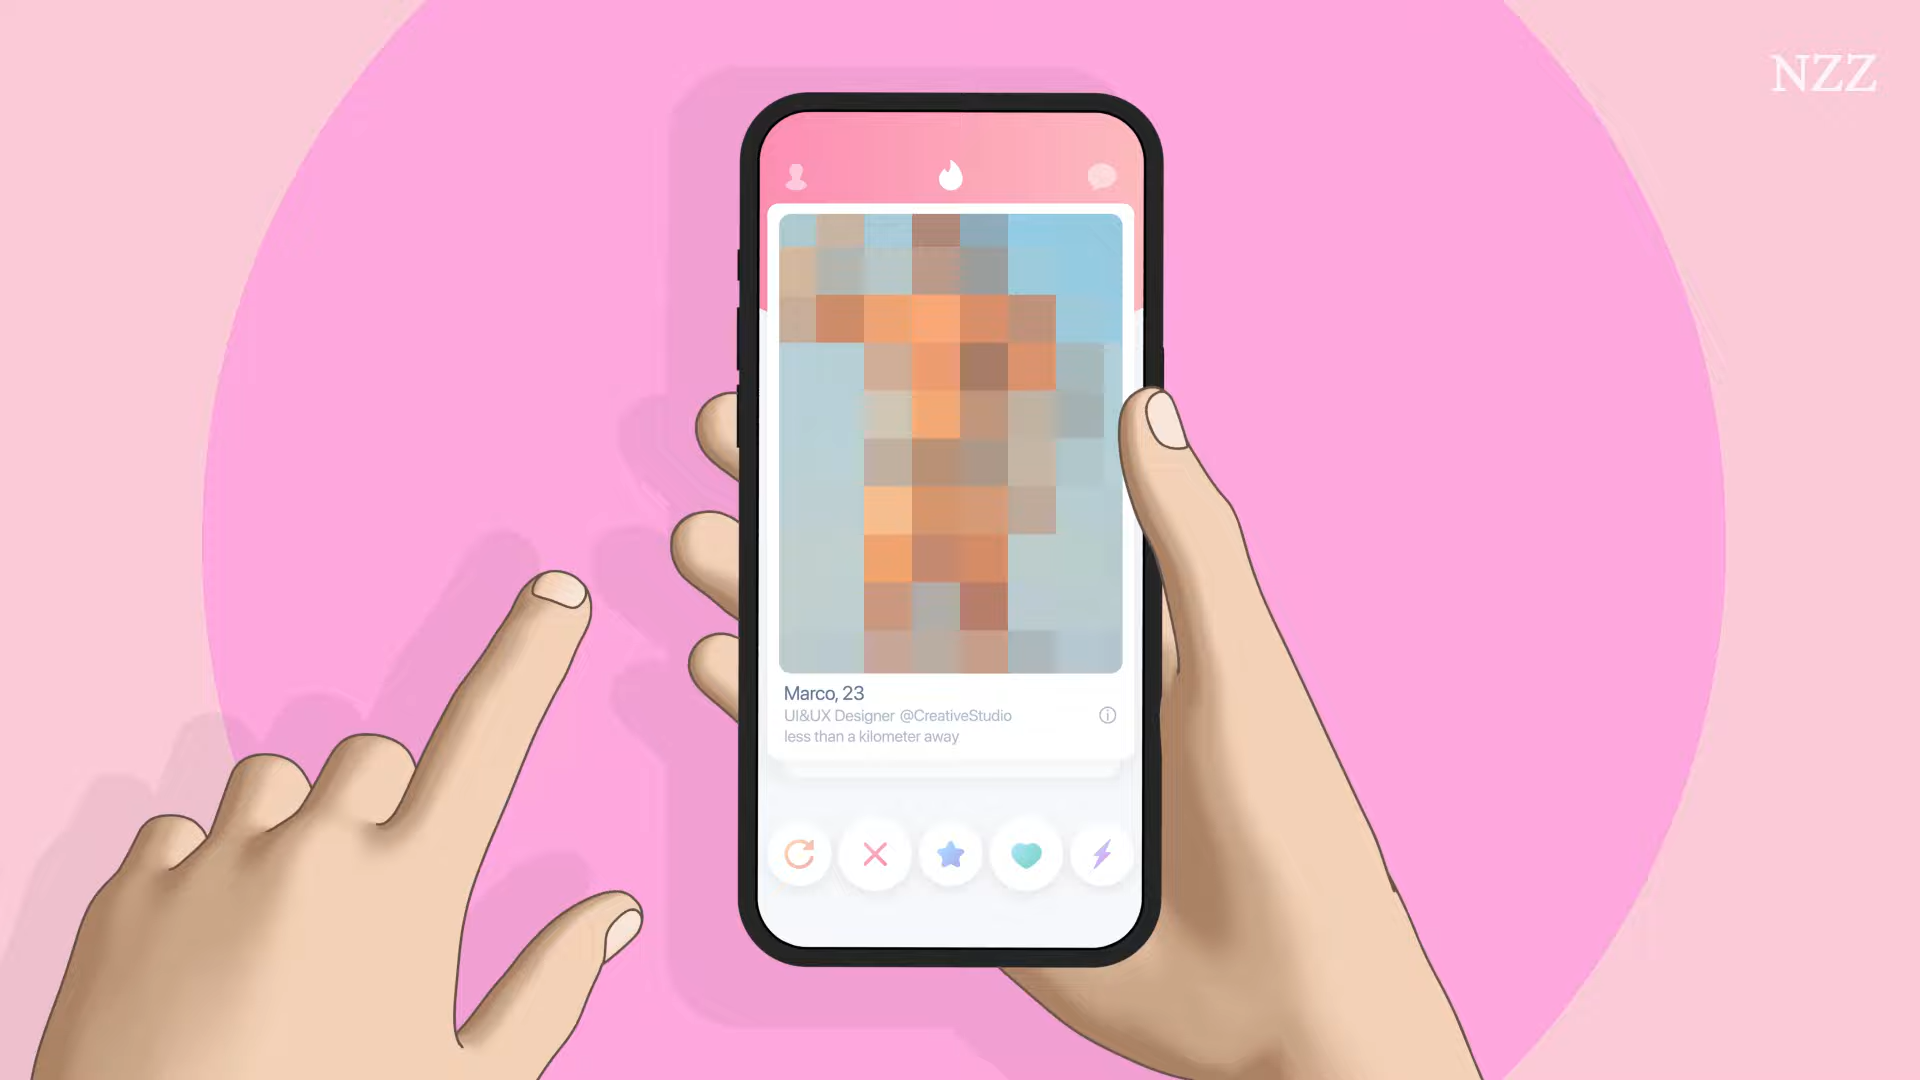 NZZ
Marco, 23
UI&UX Designer @CreativeStudio
less than a kilometer away